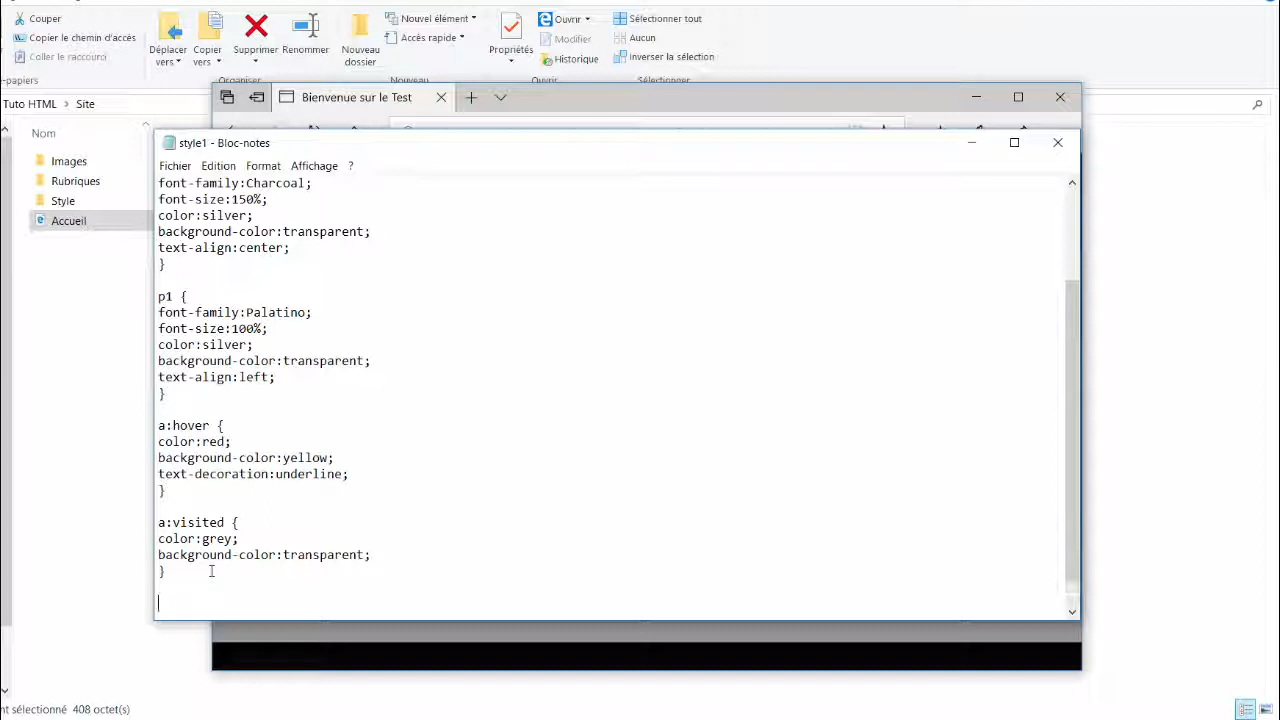 Couper
Copier le chemin d'accès
Coller le raccourci
-papiers
Déplacer vers
Copier vers
Supprimer
Renommer
Organiser
Nouveau dossier
Nouvel élément
Accès rapide
Nouveau
Propriétés
Ouvrir
Modifier
Historique
Ouvrir
Sélectionner tout
Aucun
Inverser la sélection
Sélectionner
Tuto HTML > Site
Bienvenue sur le Test
Nom
Images
Rubriques
Style
Accueil
style1 - Bloc-notes
Fichier Edition Format Affichage ?
font-family:Charcoal;
font-size:150%;
color:silver;
background-color:transparent;
text-align:center;
}
p1 {
font-family:Palatino;
font-size:100%;
color:silver;
background-color:transparent;
text-align:left;
}
a:hover {
color:red;
background-color:yellow;
text-decoration:underline;
}
a:visited {
color:grey;
background-color:transparent;
}
nt sélectionné 408 octet(s)